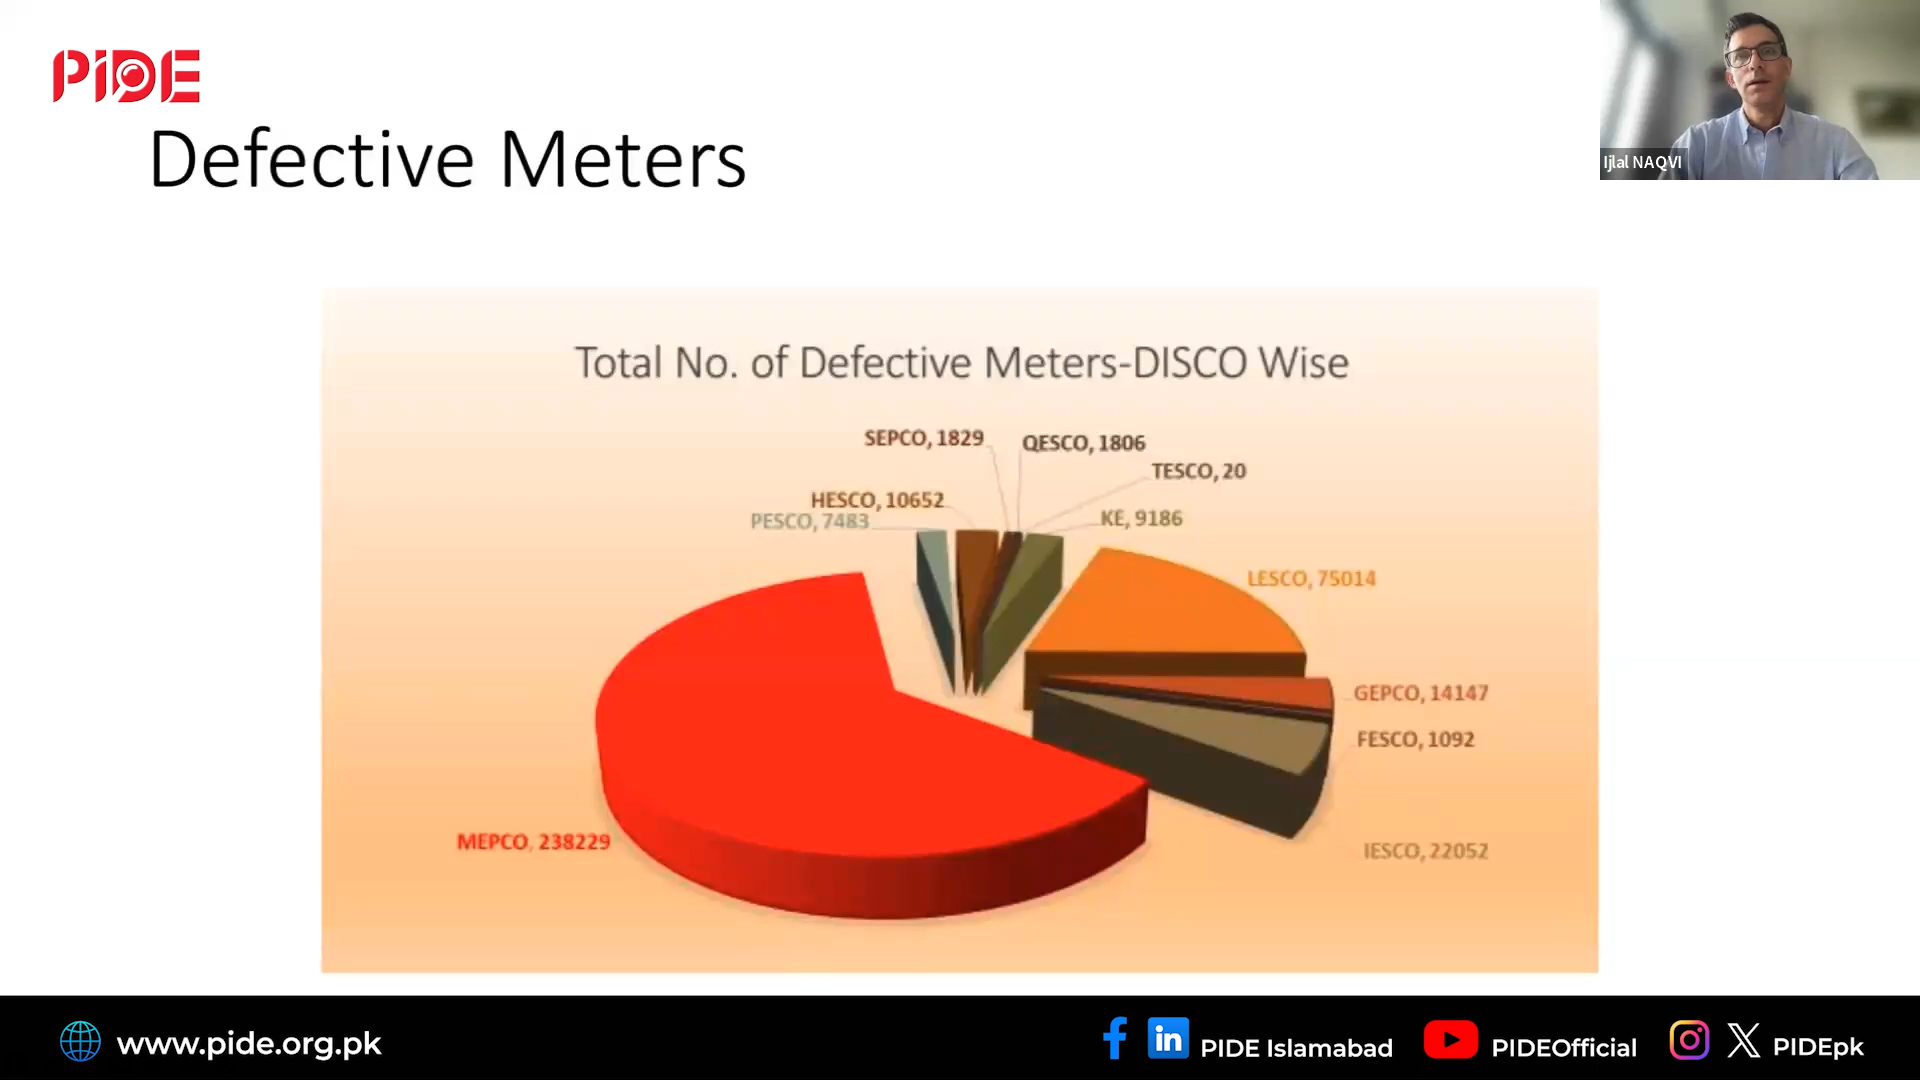 PIDE
Defective Meters
Ijlal NAQVI
Total No. of Defective Meters-DISCO Wise
SEPCO, 1829
QESCO, 1806
TESCO, 20
HESCO, 10652
PESCO, 7483
KE, 9186
LESCO, 75014
GEPCO, 14147
FESCO, 1092
MEPCO, 238229
IESCO, 22052
www.pide.org.pk
PIDE Islamabad
PIDEOfficial
PIDEpk